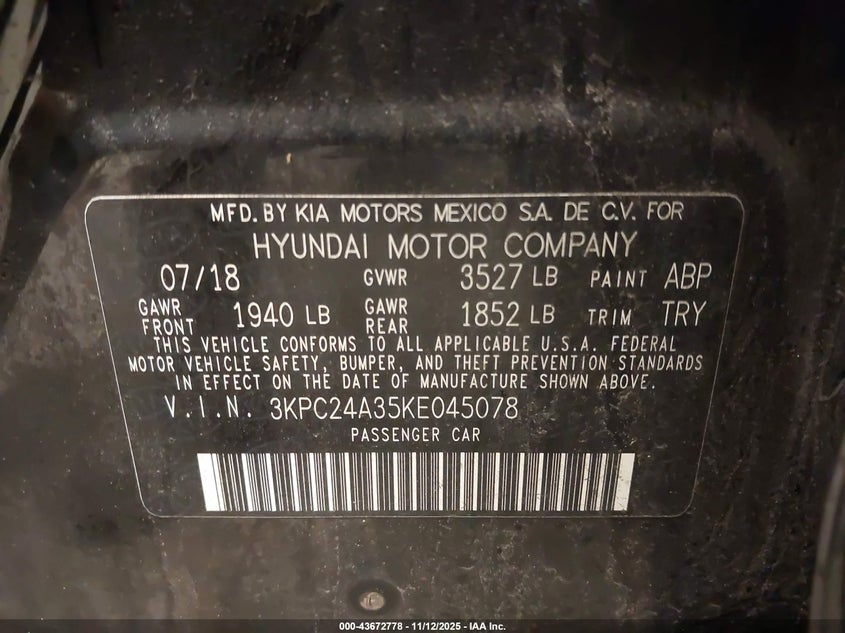 MFD. BY KIA MOTORS MEXICO S.A. DE C.V. FOR
HYUNDAI MOTOR COMPANY
07/18 GVWR 3527 LB PAINT ABP
GAWR FRONT 1940 LB GAWR REAR 1852 LB TRIM TRY
THIS VEHICLE CONFORMS TO ALL APPLICABLE U.S.A. FEDERAL
MOTOR VEHICLE SAFETY, BUMPER, AND THEFT PREVENTION STANDARDS
IN EFFECT ON THE DATE OF MANUFACTURE SHOWN ABOVE.
V.I.N. 3KPC24A35KE045078
PASSENGER CAR
000-43672778 - 11/12/2025 - IAA Inc.